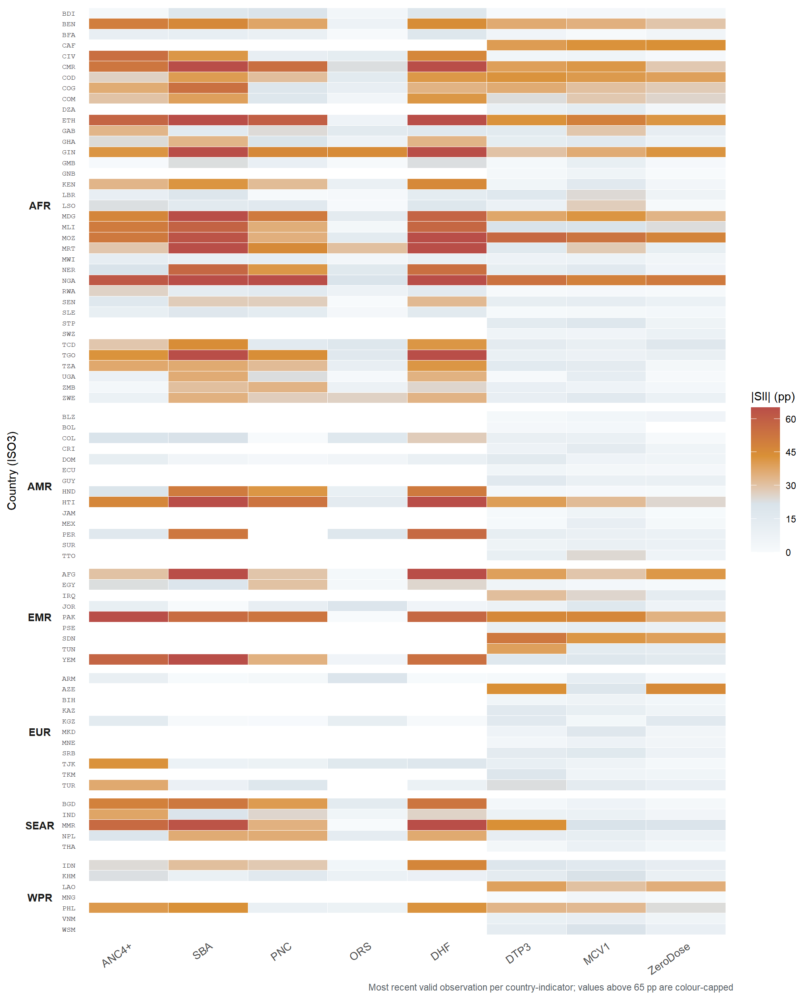 BDI
BEN
BFA
CAF
CIV
CMR
COD
COG
COM
DZA
ETH
GAB
GHA
GIN
GMB
GNB
KEN
LBR
AFR
LSO
MDG
MLI
MOZ
MRT
MWI
NER
NGA
RWA
SEN
SLE
STP
SWZ
TCD
TGO
TZA
UGA
ZMB
ZWE
BLZ
BOL
COL
CRI
DOM
ECU
GUY
AMR
HND
HTI
JAM
MEX
PER
SUR
TTO
AFG
EGY
IRQ
JOR
EMR
PAK
PSE
SDN
TUN
YEM
ARM
AZE
BIH
KAZ
KGZ
EUR
MKD
MNE
SRB
TJK
TKM
TUR
BGD
IND
SEAR
MMR
NPL
THA
IDN
KHM
LAO
WPR
MNG
PHL
VNM
WSM
Country (ISO3)
ANC4+
SBA
PNC
ORS
DHF
DTP3
MCV1
ZeroDose
|SII| (pp)
60
45
30
15
0
Most recent valid observation per country-indicator; values above 65 pp are colour-capped